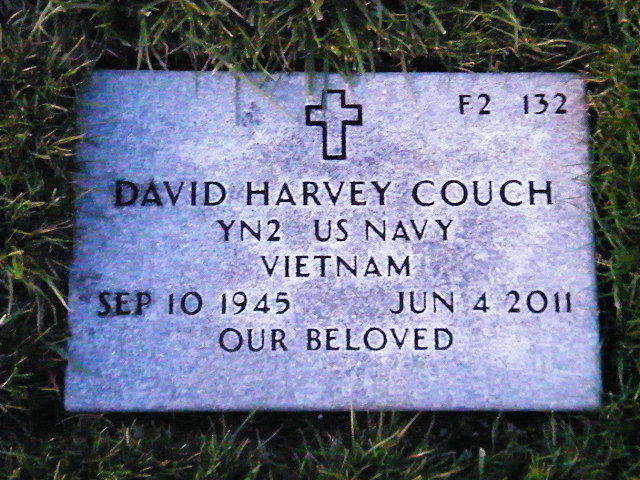 F2 132
DAVID HARVEY COUCH
YN2 US NAVY
VIETNAM
SEP 10 1945 JUN 4 2011
OUR BELOVED